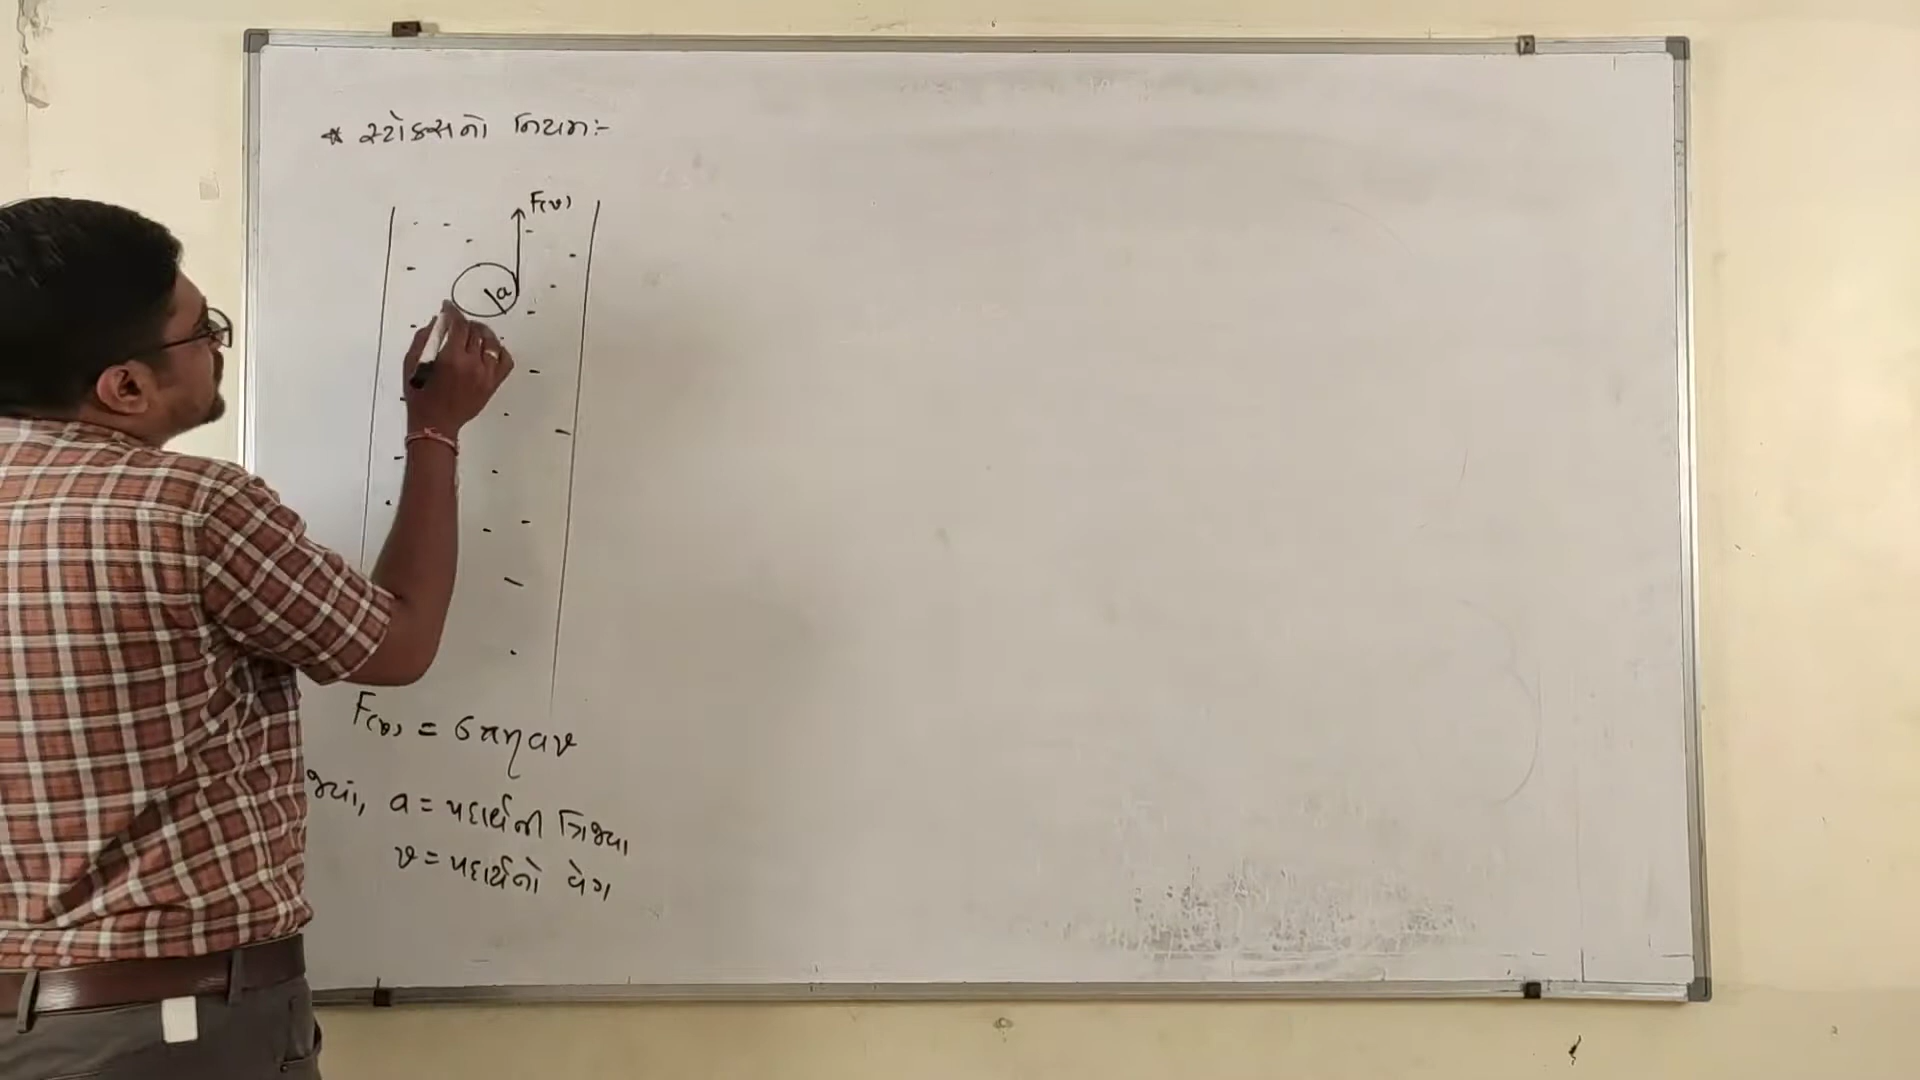 * સ્ટોક્સનો નિયમ:-
F(v)
a
F(v) = 6πηav
જ્યાં, a = પદાર્થની ત્રિજ્યા
v = પદાર્થનો વેગ